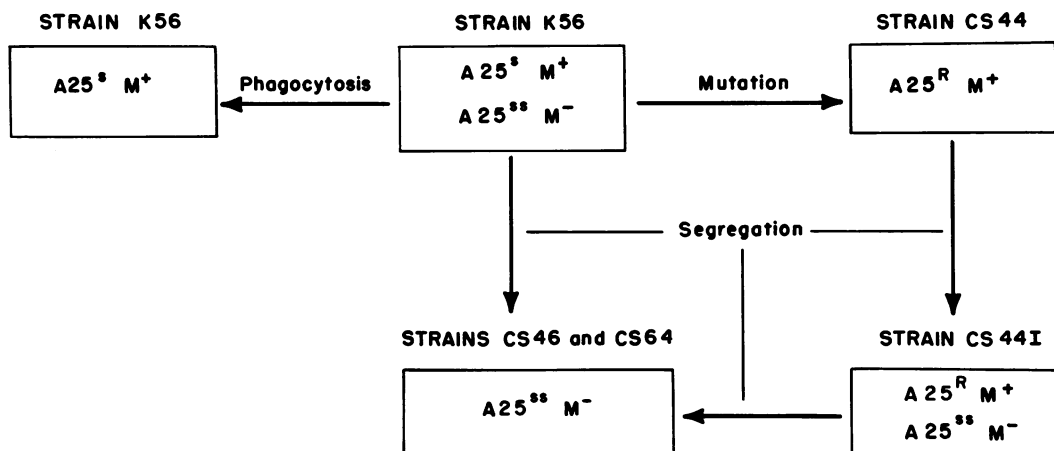 STRAIN K56
A25ˢ M⁺
Phagocytosis
STRAIN K56
A25ˢ M⁺
A25ˢˢ M⁻
Mutation
STRAIN CS44
A25ᴿ M⁺
Segregation
STRAINS CS46 and CS64
A25ˢˢ M⁻
STRAIN CS44I
A25ᴿ M⁺
A25ˢˢ M⁻